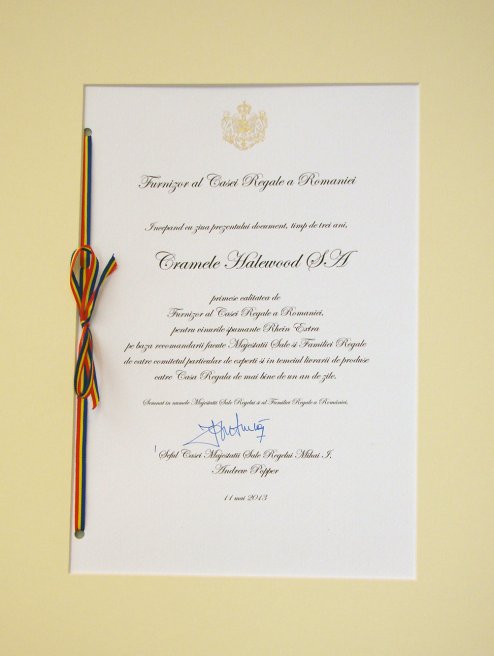 Furnizor al Casei Regale a Romaniei
Incepand cu ziua prezentului document, timp de trei ani,
Cramele Halewood SA
primese calitatea de
Furnizor al Casei Regale a Romaniei,
pentru vinurile spumante Rhein Extra
pe baza recomandarii facute Majestatii Sale si Familiei Regale
de catre comitetul particular de experti si in temeiul livrarii de produse
catre Casa Regala de mai bine de un an de zile.
Semnat in numele Majestatii Sale Regelui si al Familiei Regale a Romaniei,
Seful Casei Majestatii Sale Regelui Mihai I,
Andrew Popper
11 mai 2013